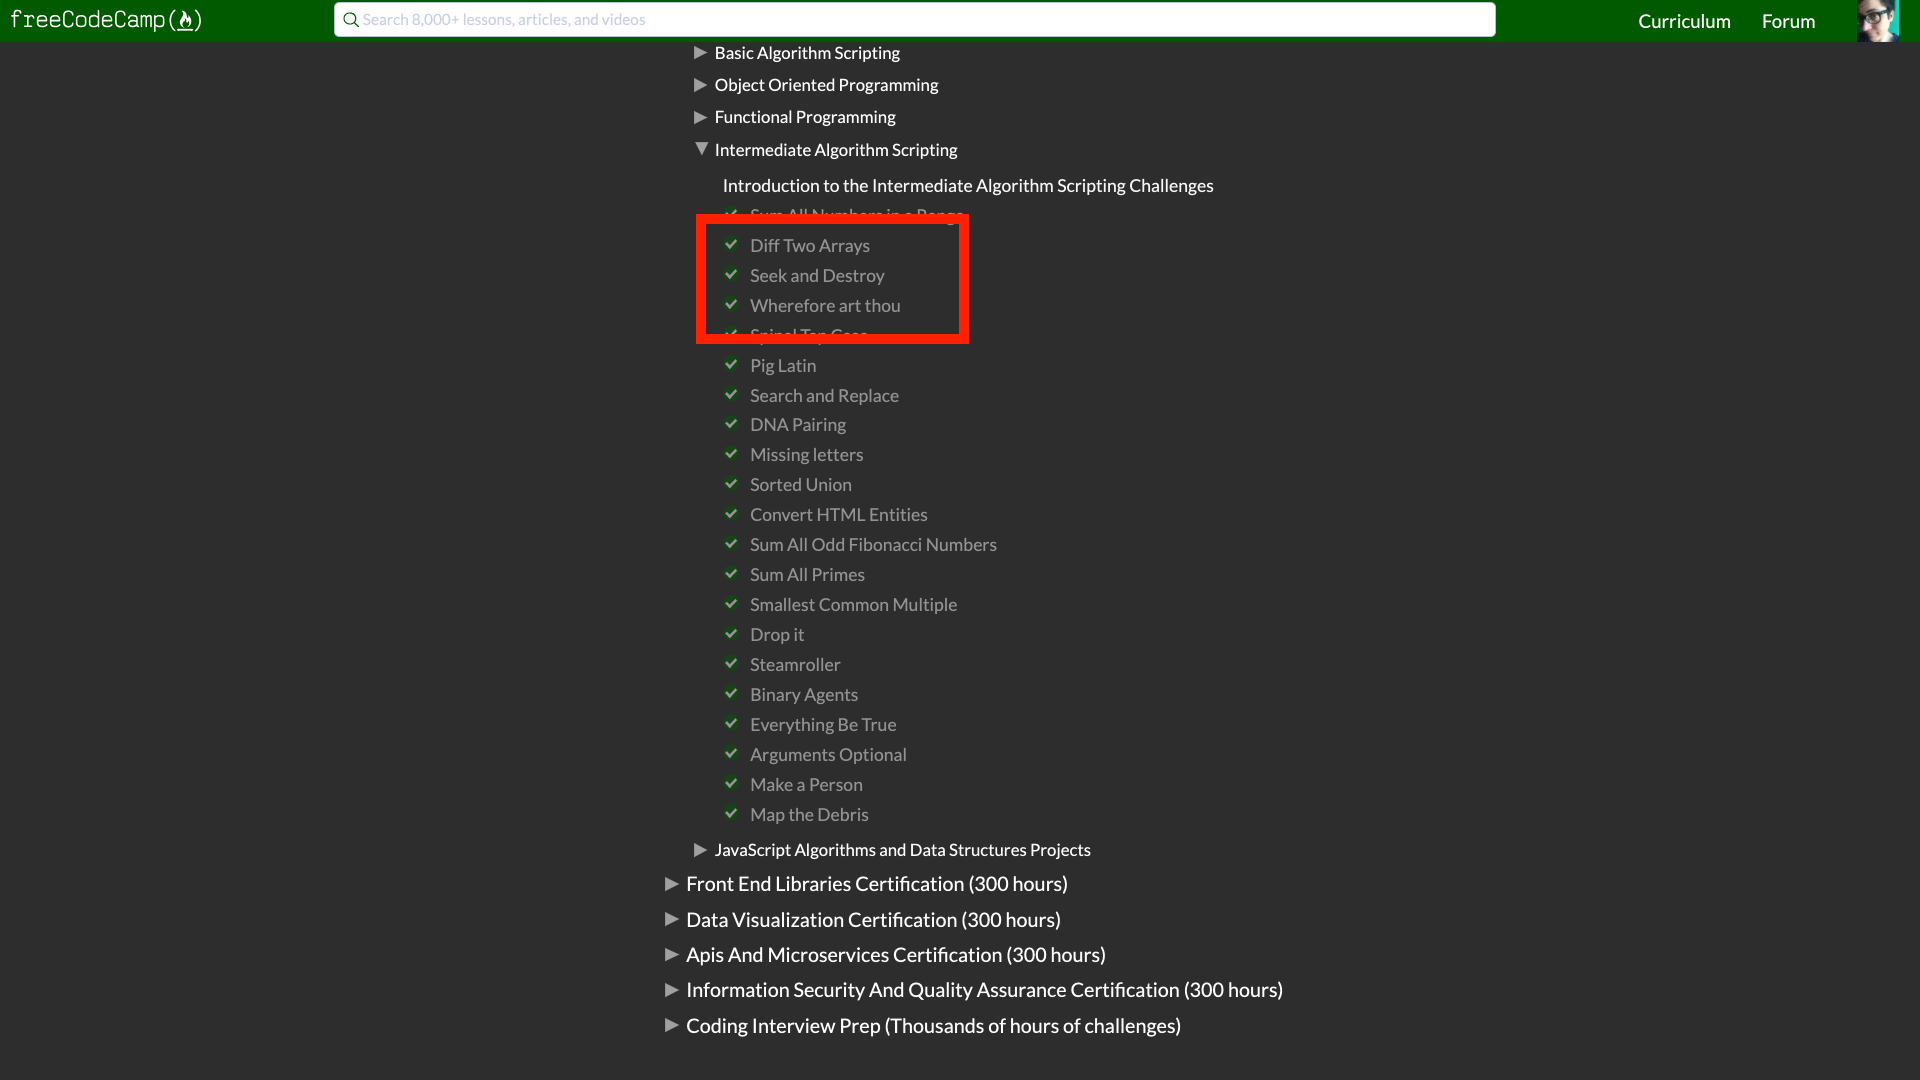 freeCodeCamp(🔥)
Search 8,000+ lessons, articles, and videos
Curriculum
Forum
Basic Algorithm Scripting
Object Oriented Programming
Functional Programming
Intermediate Algorithm Scripting
Introduction to the Intermediate Algorithm Scripting Challenges
Sum All Numbers in a Range
Diff Two Arrays
Seek and Destroy
Wherefore art thou
Spinal Tap Case
Pig Latin
Search and Replace
DNA Pairing
Missing letters
Sorted Union
Convert HTML Entities
Sum All Odd Fibonacci Numbers
Sum All Primes
Smallest Common Multiple
Drop it
Steamroller
Binary Agents
Everything Be True
Arguments Optional
Make a Person
Map the Debris
JavaScript Algorithms and Data Structures Projects
Front End Libraries Certification (300 hours)
Data Visualization Certification (300 hours)
Apis And Microservices Certification (300 hours)
Information Security And Quality Assurance Certification (300 hours)
Coding Interview Prep (Thousands of hours of challenges)